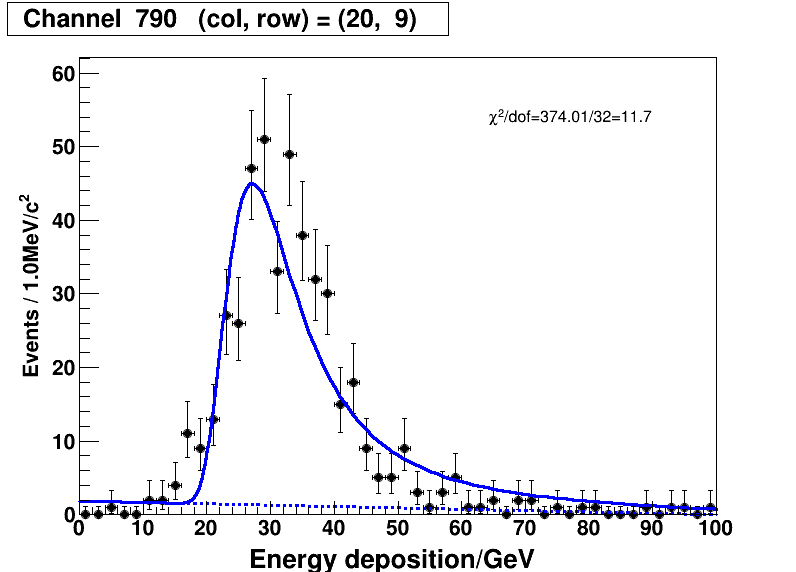 Channel 790 (col, row) = (20, 9)
χ²/dof=374.01/32=11.7
Events / 1.0MeV/c²
60
50
40
30
20
10
0
0 10 20 30 40 50 60 70 80 90 100
Energy deposition/GeV